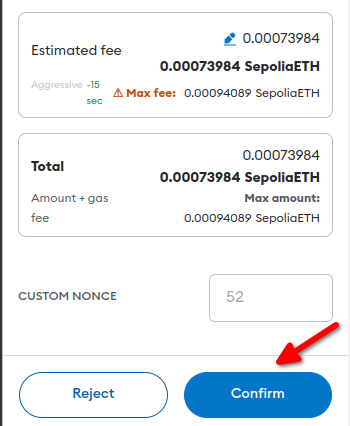 0.00073984
Estimated fee
0.00073984 SepoliaETH
Aggressive ~15 sec
⚠ Max fee: 0.00094089 SepoliaETH
0.00073984
Total
0.00073984 SepoliaETH
Amount + gas fee
Max amount:
0.00094089 SepoliaETH
CUSTOM NONCE
52
Reject
Confirm